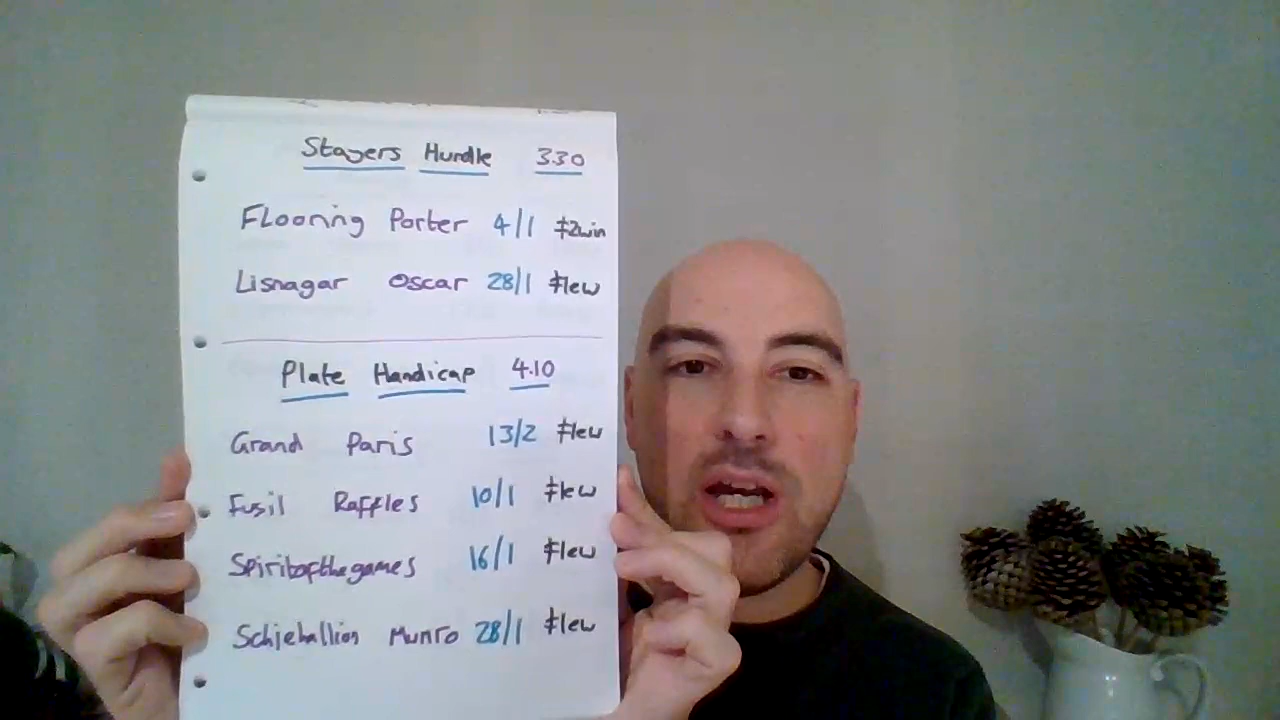 Stayers Hurdle 3.30
Flooring Porter 4/1 £2win
Lisnagar Oscar 28/1 £1ew
Plate Handicap 4.10
Grand Paris 13/2 £1ew
Fusil Raffles 10/1 £1ew
Spiritofthegames 16/1 £1ew
Schiehallion Munro 28/1 £1ew